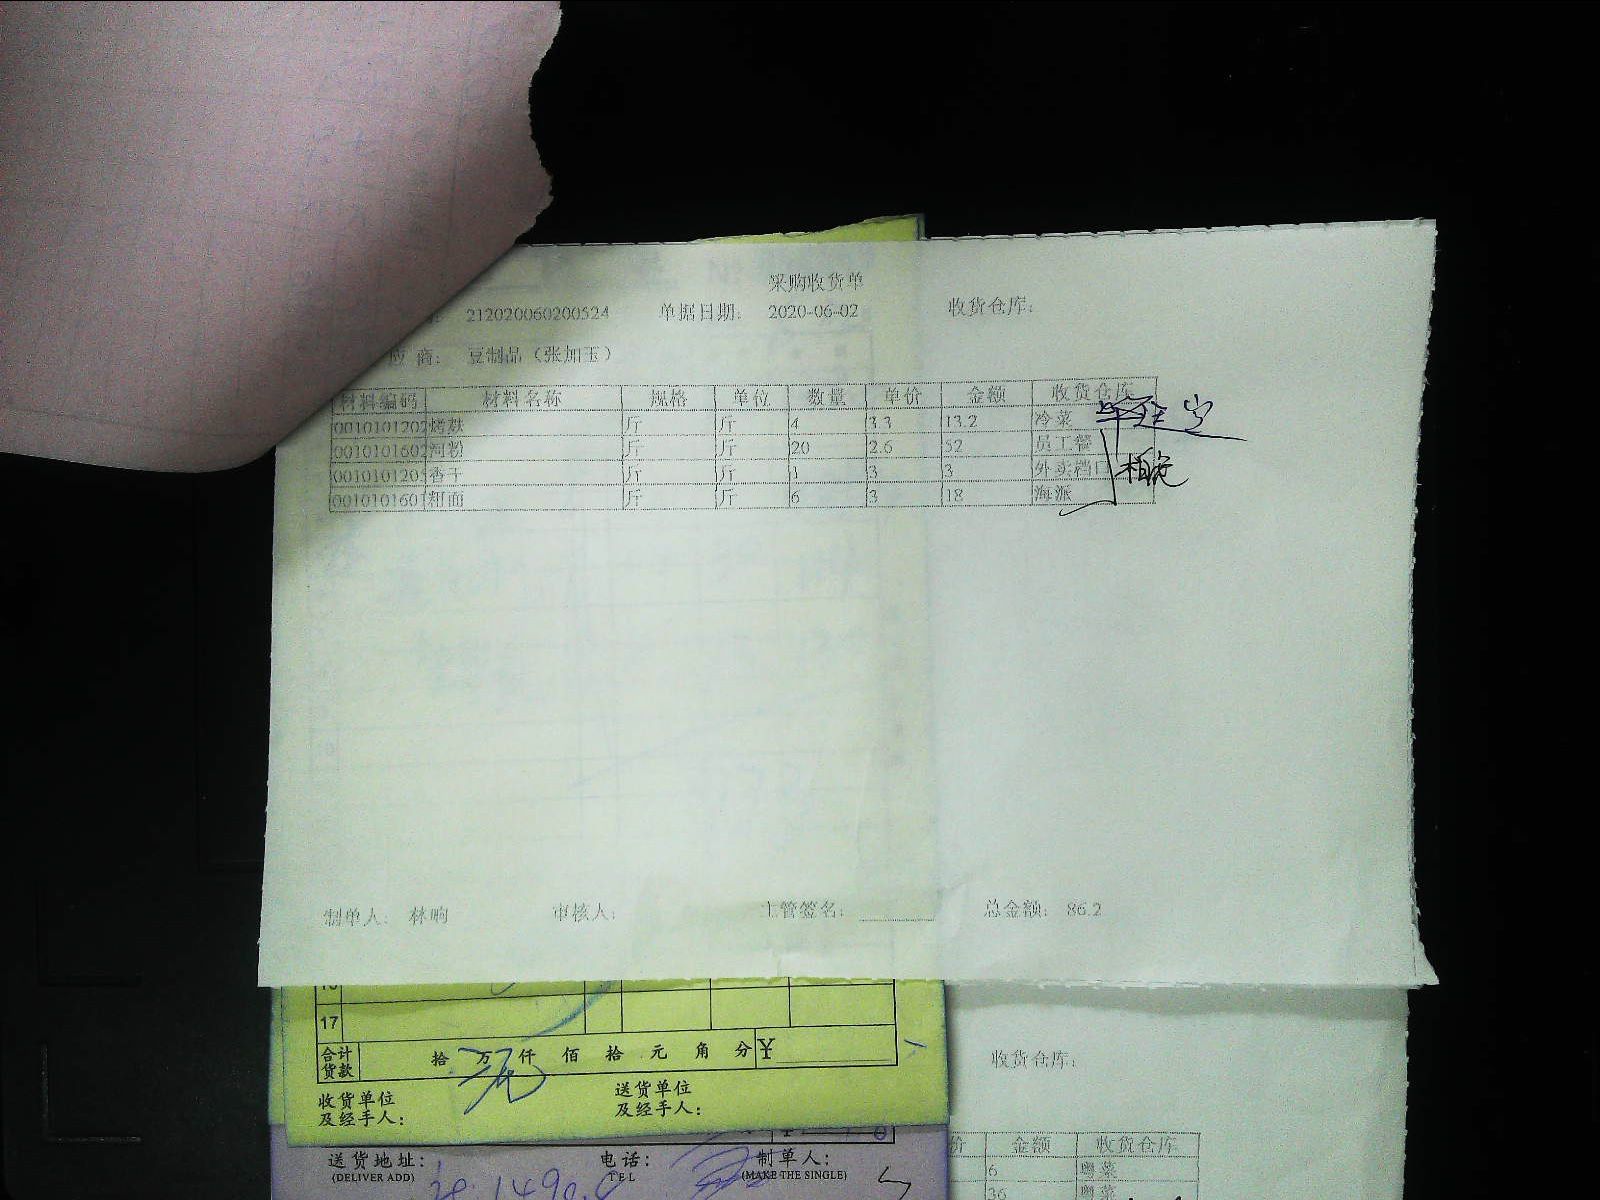 采购收货单
212020060200524 单据日期: 2020-06-02 收货仓库:
应 商: 豆制品（张加玉）
材料编码 材料名称 规格 单位 数量 单价 金额 收货仓库
0010101202 烤麸 斤 斤 4 3.3 13.2 冷菜
0010101602 河粉 斤 斤 20 2.6 52 员工餐
0010101205 香干 斤 斤 1 3 3 外卖档口
0010101601 粗面 斤 斤 6 3 18 海派
制单人: 林响 审核人: 主管签名: 总金额: 86.2
17
合计货款 拾 万 仟 佰 拾 元 角 分 ¥
收货单位及经手人: 送货单位及经手人:
收货仓库:
价 金额 收货仓库
6 粤菜
36 粤菜
送货地址: 电话: 制单人:
(DELIVER ADD) TEL (MAKE THE SINGLE)